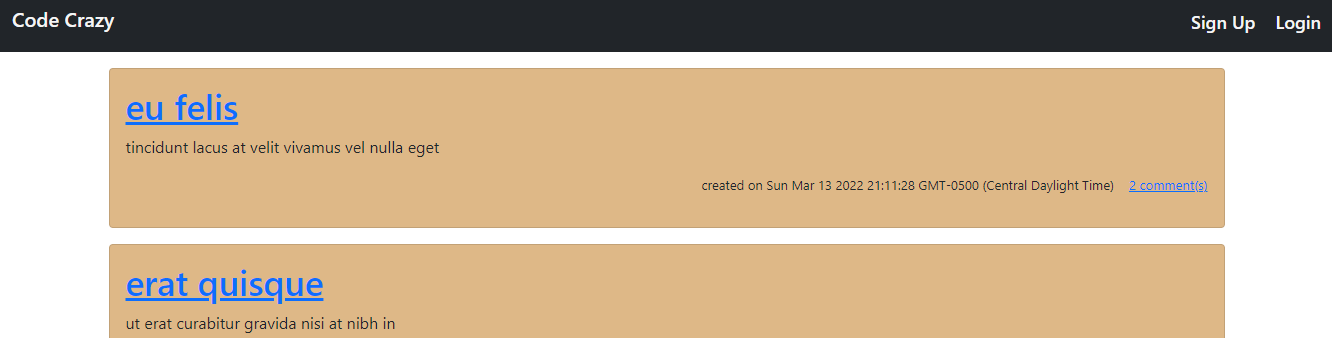 Code Crazy
Sign Up Login
eu felis
tincidunt lacus at velit vivamus vel nulla eget
created on Sun Mar 13 2022 21:11:28 GMT-0500 (Central Daylight Time) 2 comment(s)
erat quisque
ut erat curabitur gravida nisi at nibh in